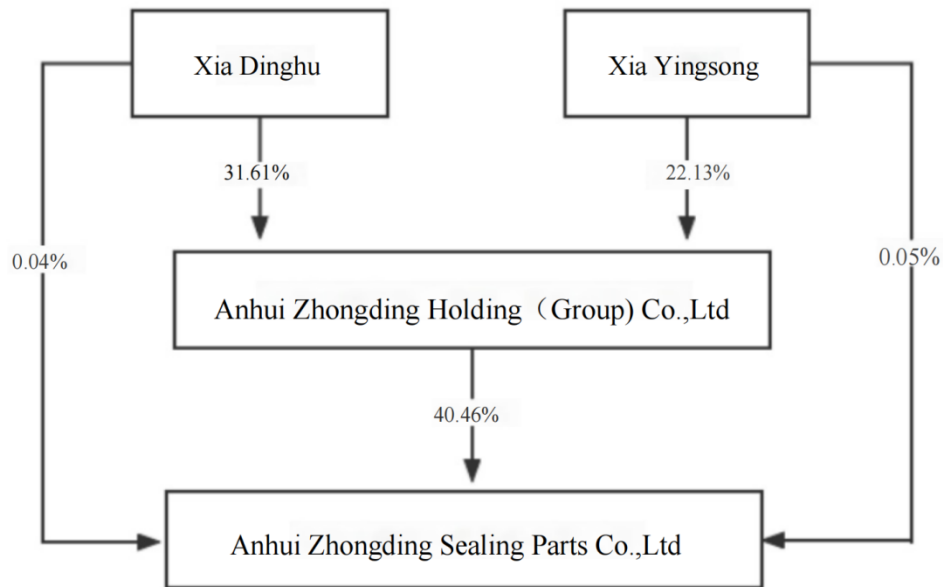 Xia Dinghu
Xia Yingsong
31.61%
22.13%
0.04%
0.05%
Anhui Zhongding Holding（Group) Co.,Ltd
40.46%
Anhui Zhongding Sealing Parts Co.,Ltd